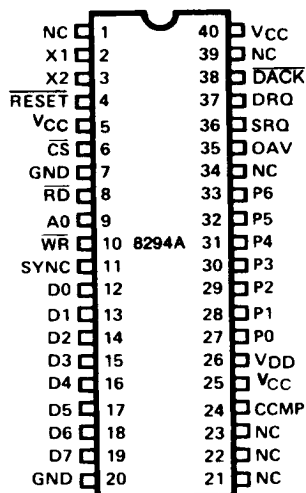 NC 1 40 VCC
X1 2 39 NC
X2 3 38 DACK
RESET 4 37 DRQ
VCC 5 36 SRQ
CS 6 35 OAV
GND 7 34 NC
RD 8 33 P6
A0 9 32 P5
WR 10 8294A 31 P4
SYNC 11 30 P3
D0 12 29 P2
D1 13 28 P1
D2 14 27 P0
D3 15 26 VDD
D4 16 25 VCC
D5 17 24 CCMP
D6 18 23 NC
D7 19 22 NC
GND 20 21 NC